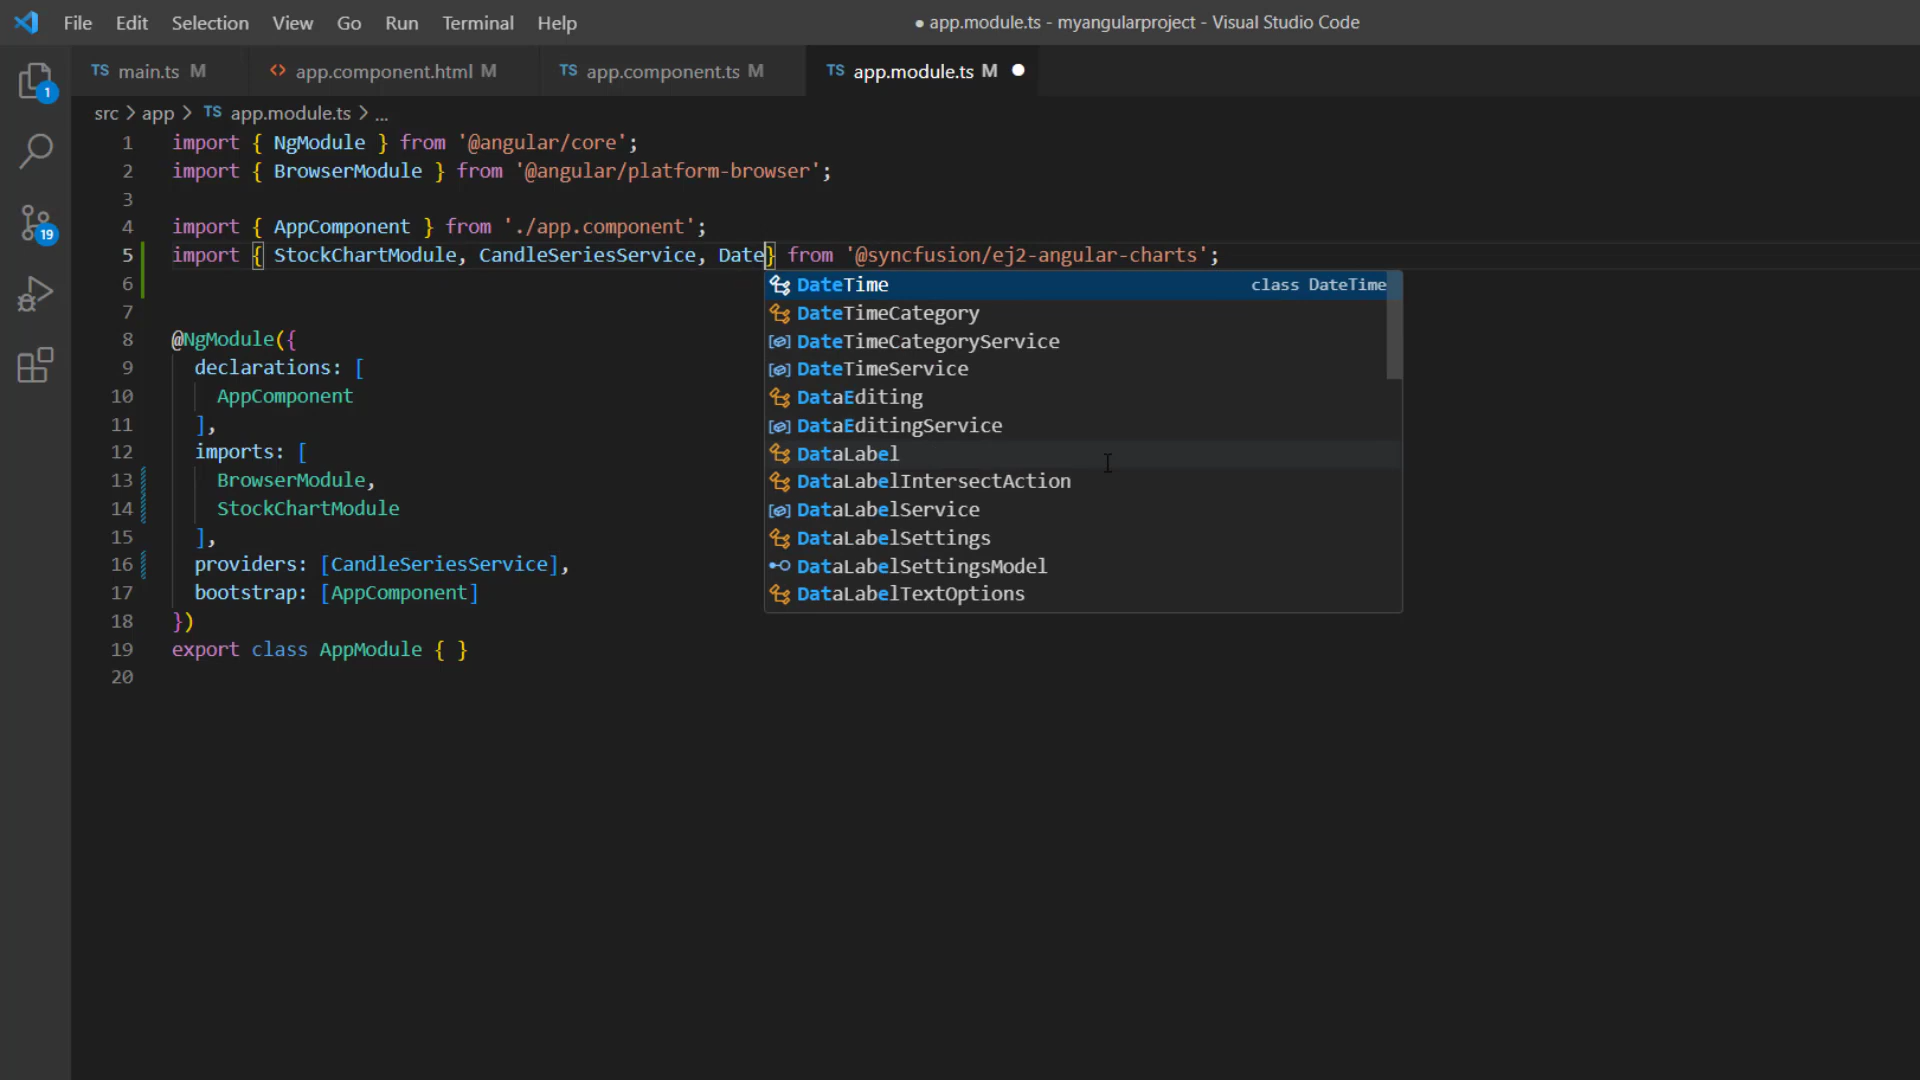 File Edit Selection View Go Run Terminal Help ● app.module.ts - myangularproject - Visual Studio Code
TS main.ts M <> app.component.html M TS app.component.ts M TS app.module.ts M ●
1
19
src > app > TS app.module.ts > ...
1 import { NgModule } from '@angular/core';
2 import { BrowserModule } from '@angular/platform-browser';
3
4 import { AppComponent } from './app.component';
5 import { StockChartModule, CandleSeriesService, Date} from '@syncfusion/ej2-angular-charts';
6
7
8 @NgModule({
9 declarations: [
10 AppComponent
11 ],
12 imports: [
13 BrowserModule,
14 StockChartModule
15 ],
16 providers: [CandleSeriesService],
17 bootstrap: [AppComponent]
18 })
19 export class AppModule { }
20
DateTime class DateTime
DateTimeCategory
DateTimeCategoryService
DateTimeService
DataEditing
DataEditingService
DataLabel
DataLabelIntersectAction
DataLabelService
DataLabelSettings
DataLabelSettingsModel
DataLabelTextOptions